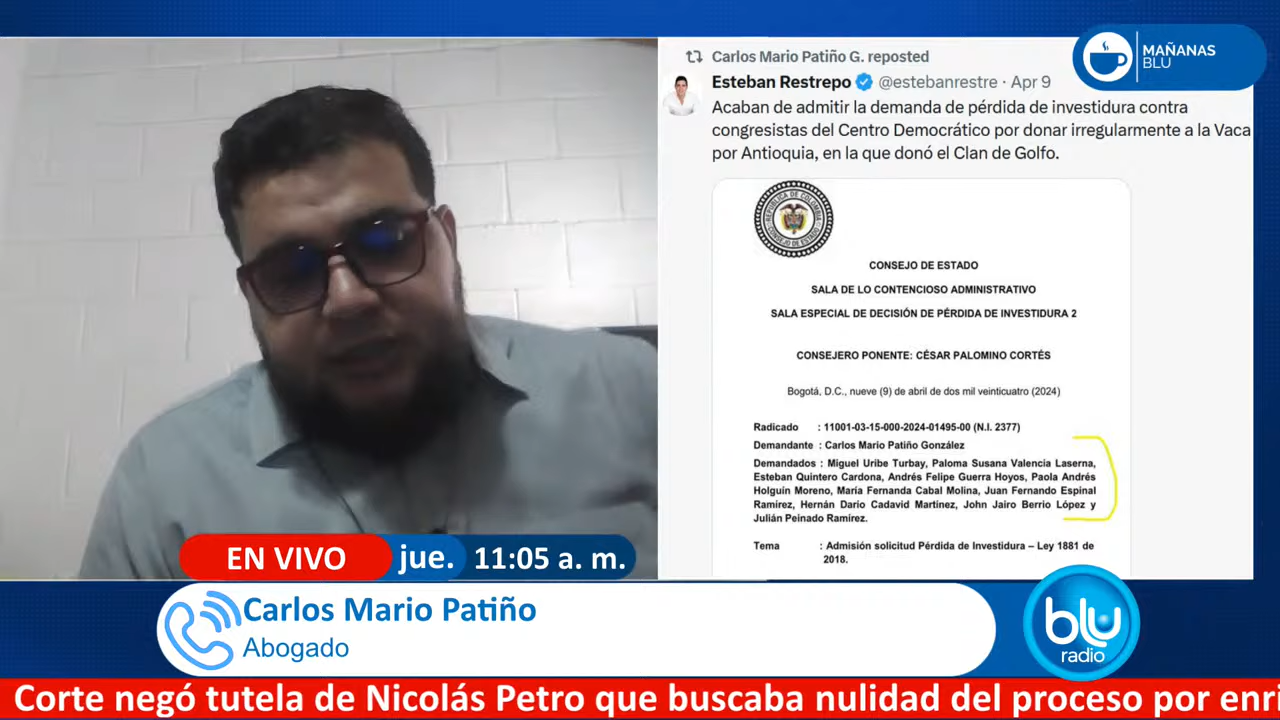 Carlos Mario Patiño G. reposted
Esteban Restrepo @estebanrestre · Apr 9
Acaban de admitir la demanda de pérdida de investidura contra
congresistas del Centro Democrático por donar irregularmente a la Vaca
por Antioquia, en la que donó el Clan de Golfo.
MAÑANAS
BLU
REPÚBLICA DE COLOMBIA
CONSEJO DE ESTADO
CONSEJO DE ESTADO
SALA DE LO CONTENCIOSO ADMINISTRATIVO
SALA ESPECIAL DE DECISIÓN DE PÉRDIDA DE INVESTIDURA 2
CONSEJERO PONENTE: CÉSAR PALOMINO CORTÉS
Bogotá, D.C., nueve (9) de abril de dos mil veinticuatro (2024)
Radicado : 11001-03-15-000-2024-01495-00 (N.I. 2377)
Demandante : Carlos Mario Patiño González
Demandados : Miguel Uribe Turbay, Paloma Susana Valencia Laserna,
Esteban Quintero Cardona, Andrés Felipe Guerra Hoyos, Paola Andrés
Holguín Moreno, María Fernanda Cabal Molina, Juan Fernando Espinal
Ramírez, Hernán Darío Cadavid Martínez, John Jairo Berrio López y
Julián Peinado Ramírez.
Tema : Admisión solicitud Pérdida de Investidura – Ley 1881 de
2018.
EN VIVO jue. 11:05 a. m.
Carlos Mario Patiño
Abogado
blu
radio
Corte negó tutela de Nicolás Petro que buscaba nulidad del proceso por enri